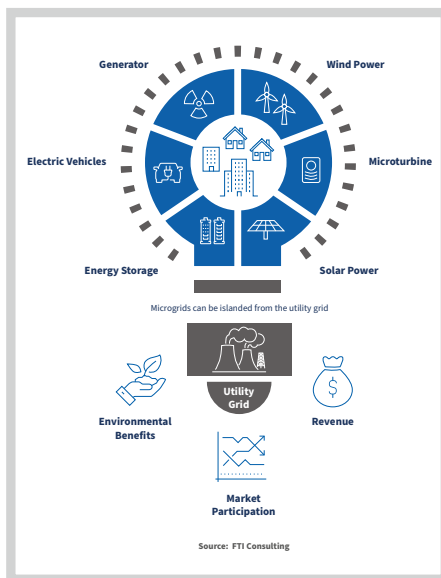 Generator
Wind Power
Electric Vehicles
Microturbine
Energy Storage
Solar Power
Microgrids can be islanded from the utility grid
Utility
Grid
Environmental
Benefits
$
Revenue
Market
Participation
Source: FTI Consulting